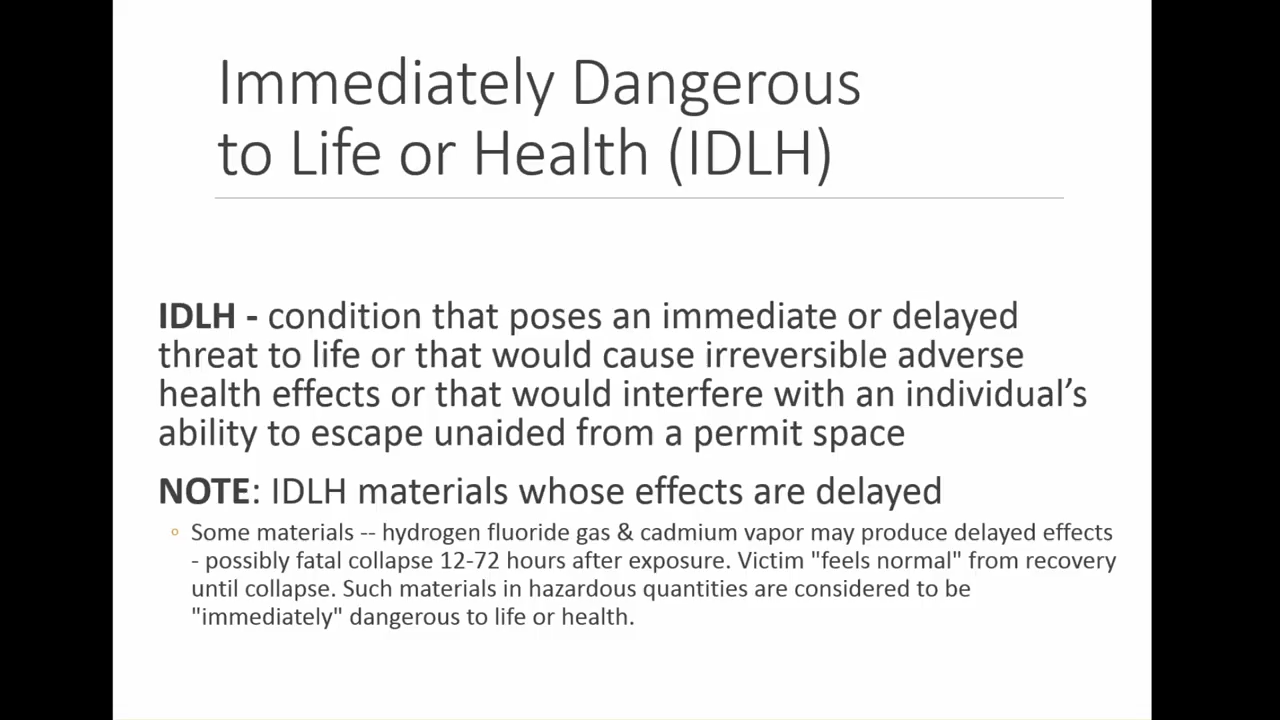 Immediately Dangerous
to Life or Health (IDLH)
IDLH - condition that poses an immediate or delayed
threat to life or that would cause irreversible adverse
health effects or that would interfere with an individual’s
ability to escape unaided from a permit space
NOTE: IDLH materials whose effects are delayed
◦ Some materials -- hydrogen fluoride gas & cadmium vapor may produce delayed effects
- possibly fatal collapse 12-72 hours after exposure. Victim "feels normal" from recovery
until collapse. Such materials in hazardous quantities are considered to be
"immediately" dangerous to life or health.